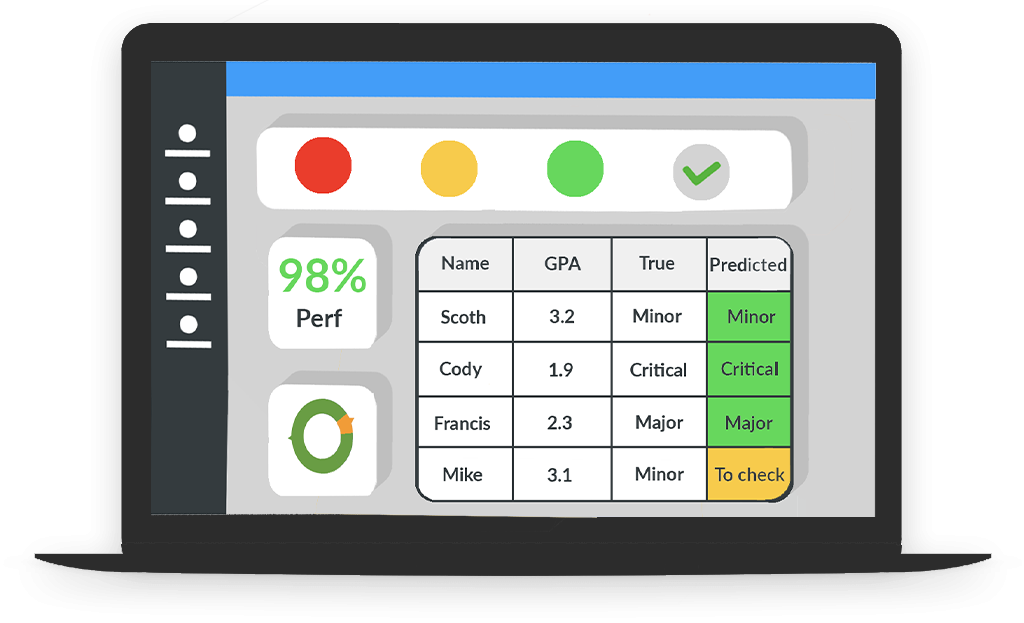 98%
Perf
Name GPA True Predicted
Scoth 3.2 Minor Minor
Cody 1.9 Critical Critical
Francis 2.3 Major Major
Mike 3.1 Minor To check